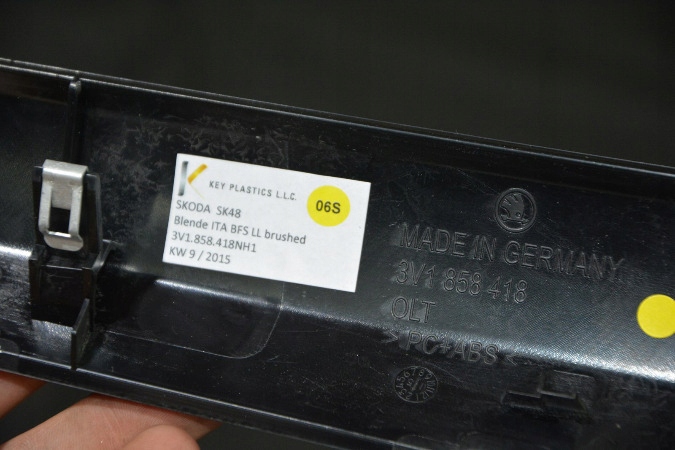 KEY PLASTICS L.L.C.
06S
SKODA SK48
Blende ITA BFS LL brushed
3V1.858.418NH1
KW 9 / 2015
MADE IN GERMANY
3V1 858 418
OLT
>PC+ABS<